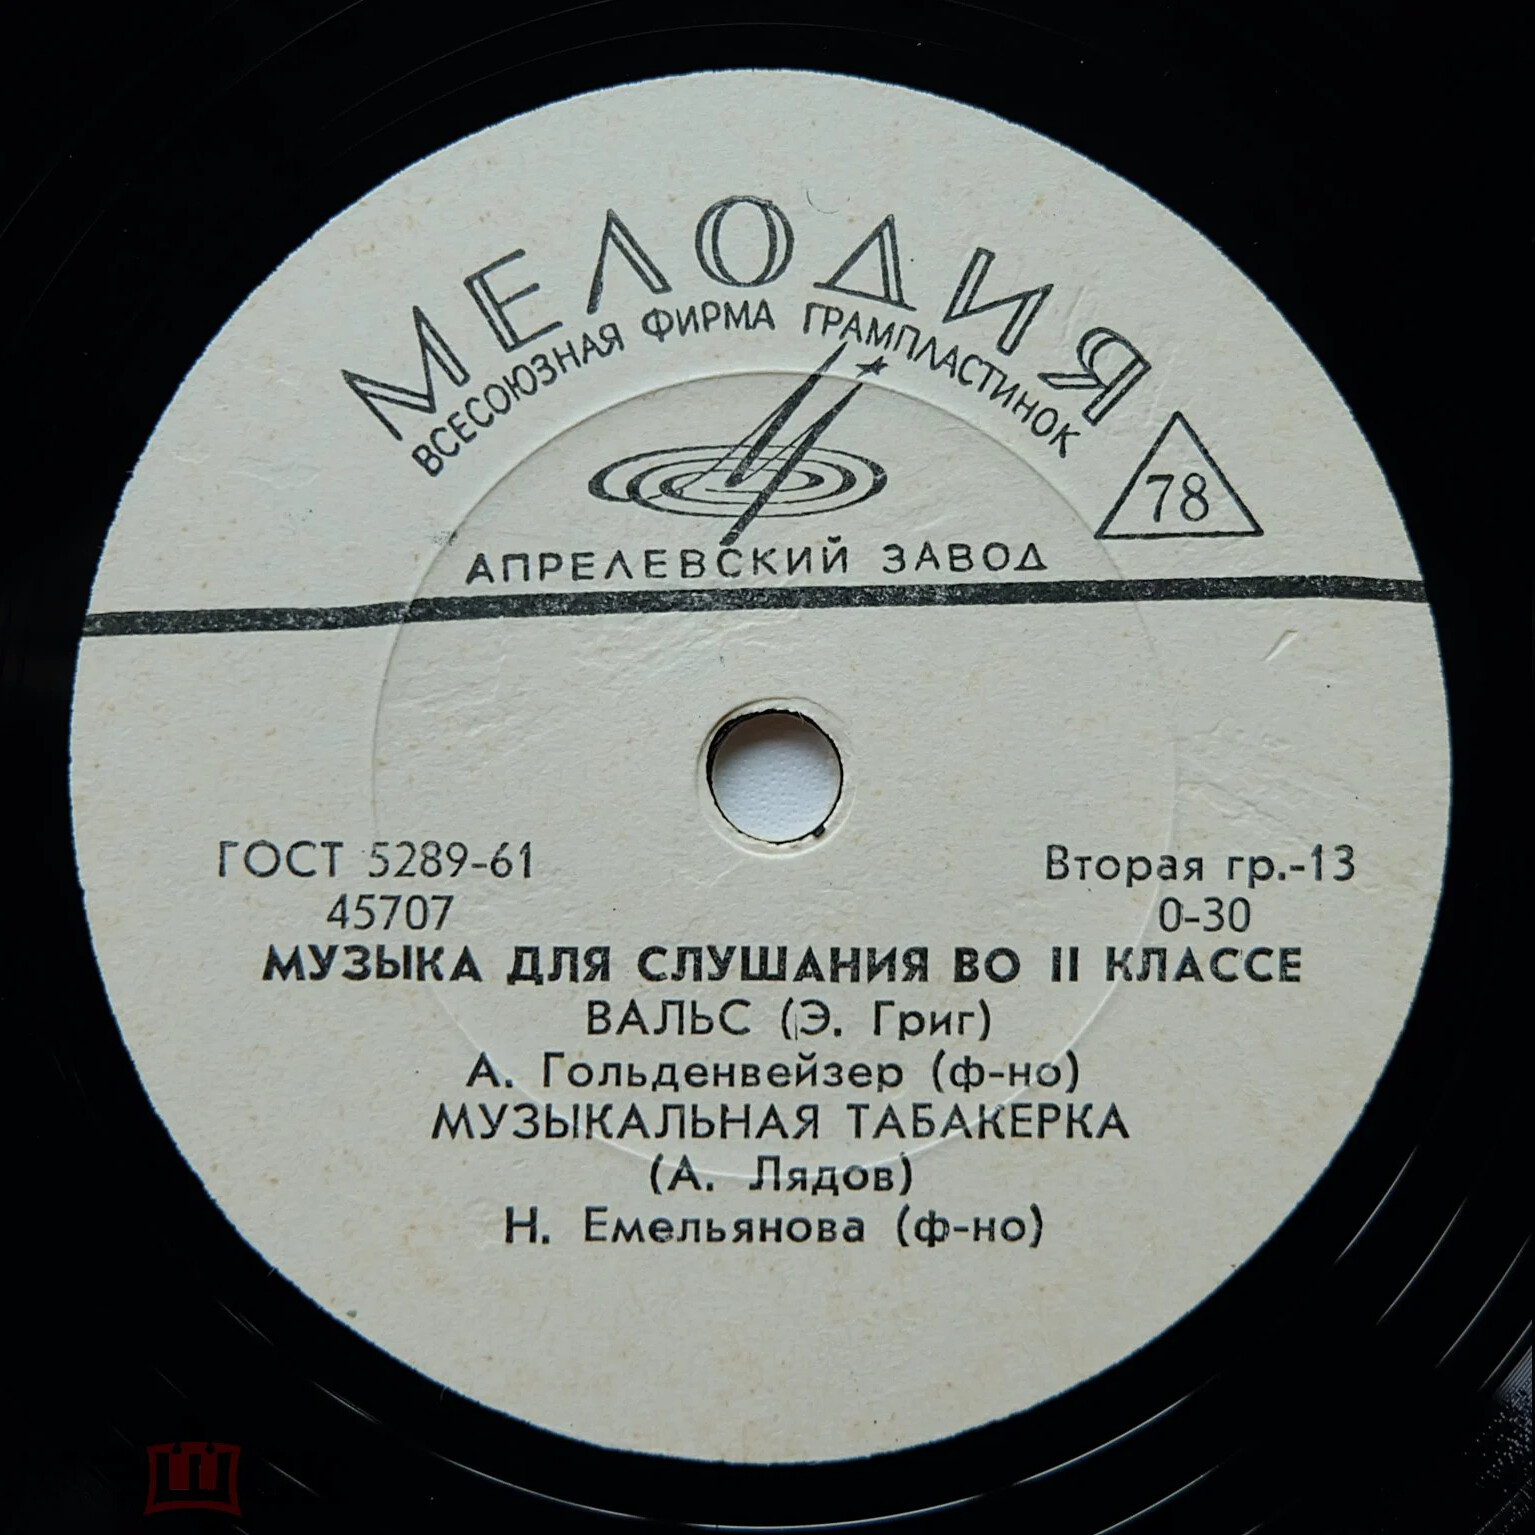 МЕЛОДИЯ
ВСЕСОЮЗНАЯ ФИРМА ГРАМПЛАСТИНОК
78
АПРЕЛЕВСКИЙ ЗАВОД
ГОСТ 5289-61 Вторая гр.-13
45707 0-30
МУЗЫКА ДЛЯ СЛУШАНИЯ ВО II КЛАССЕ
ВАЛЬС (Э. Григ)
А. Гольденвейзер (ф-но)
МУЗЫКАЛЬНАЯ ТАБАКЕРКА
(А. Лядов)
Н. Емельянова (ф-но)